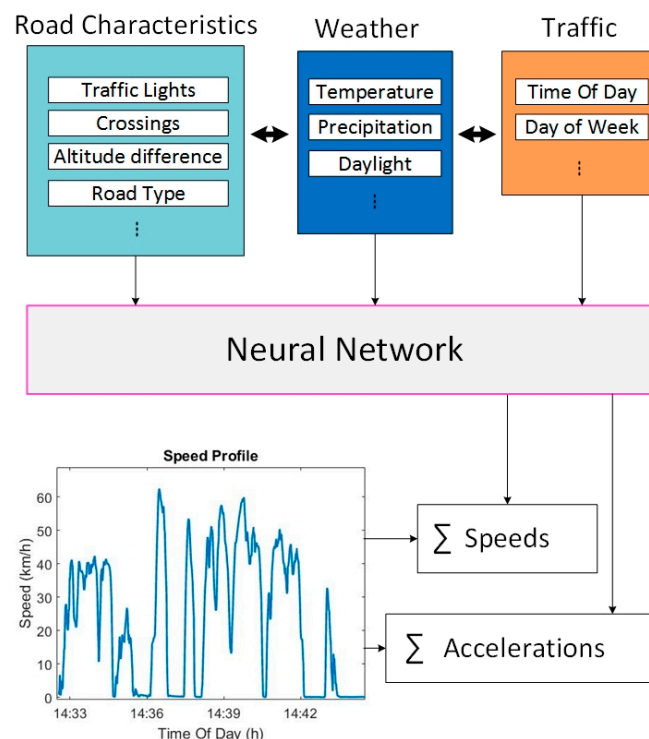 Road Characteristics
Weather
Traffic
Traffic Lights
Crossings
Altitude difference
Road Type
⋮
Temperature
Precipitation
Daylight
⋮
Time Of Day
Day of Week
⋮
Neural Network
Speed Profile
Speed (km/h)
60
50
40
30
20
10
0
14:33
14:36
14:39
14:42
Time Of Day (h)
∑ Speeds
∑ Accelerations